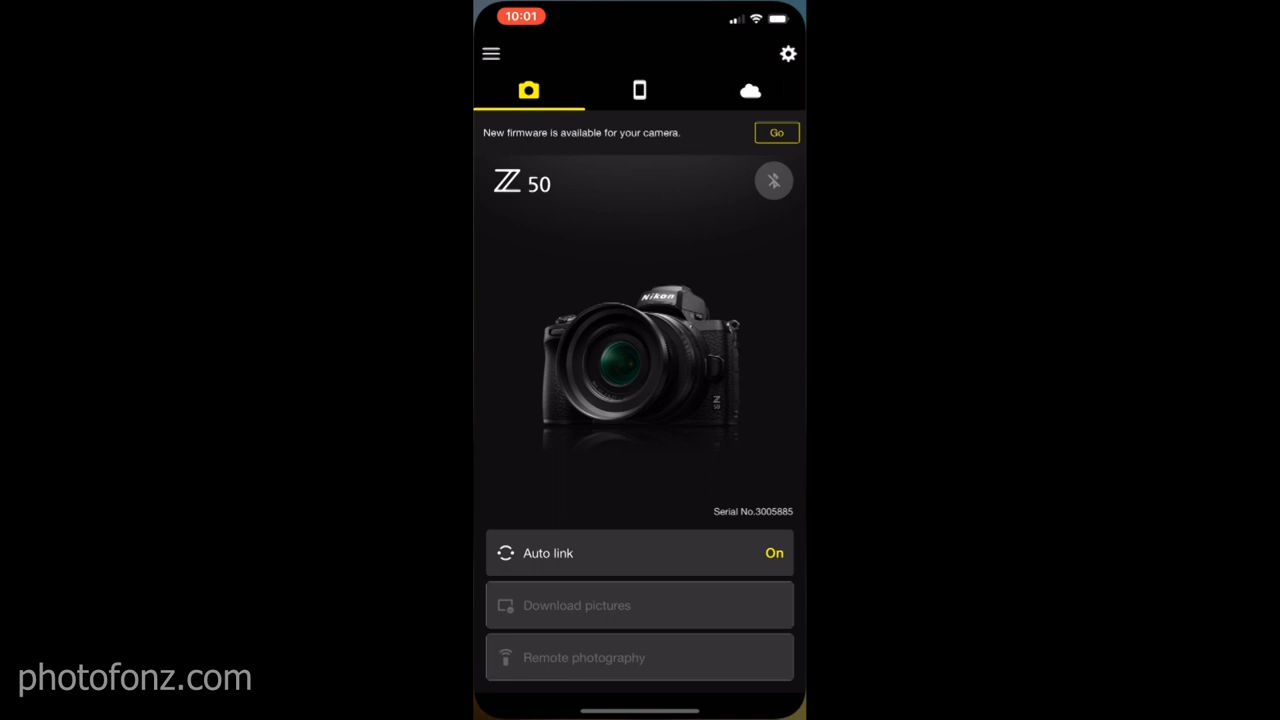 10:01
New firmware is available for your camera.
Go
Z 50
Nikon
Serial No.3005885
Auto link
On
Download pictures
Remote photography
photofonz.com